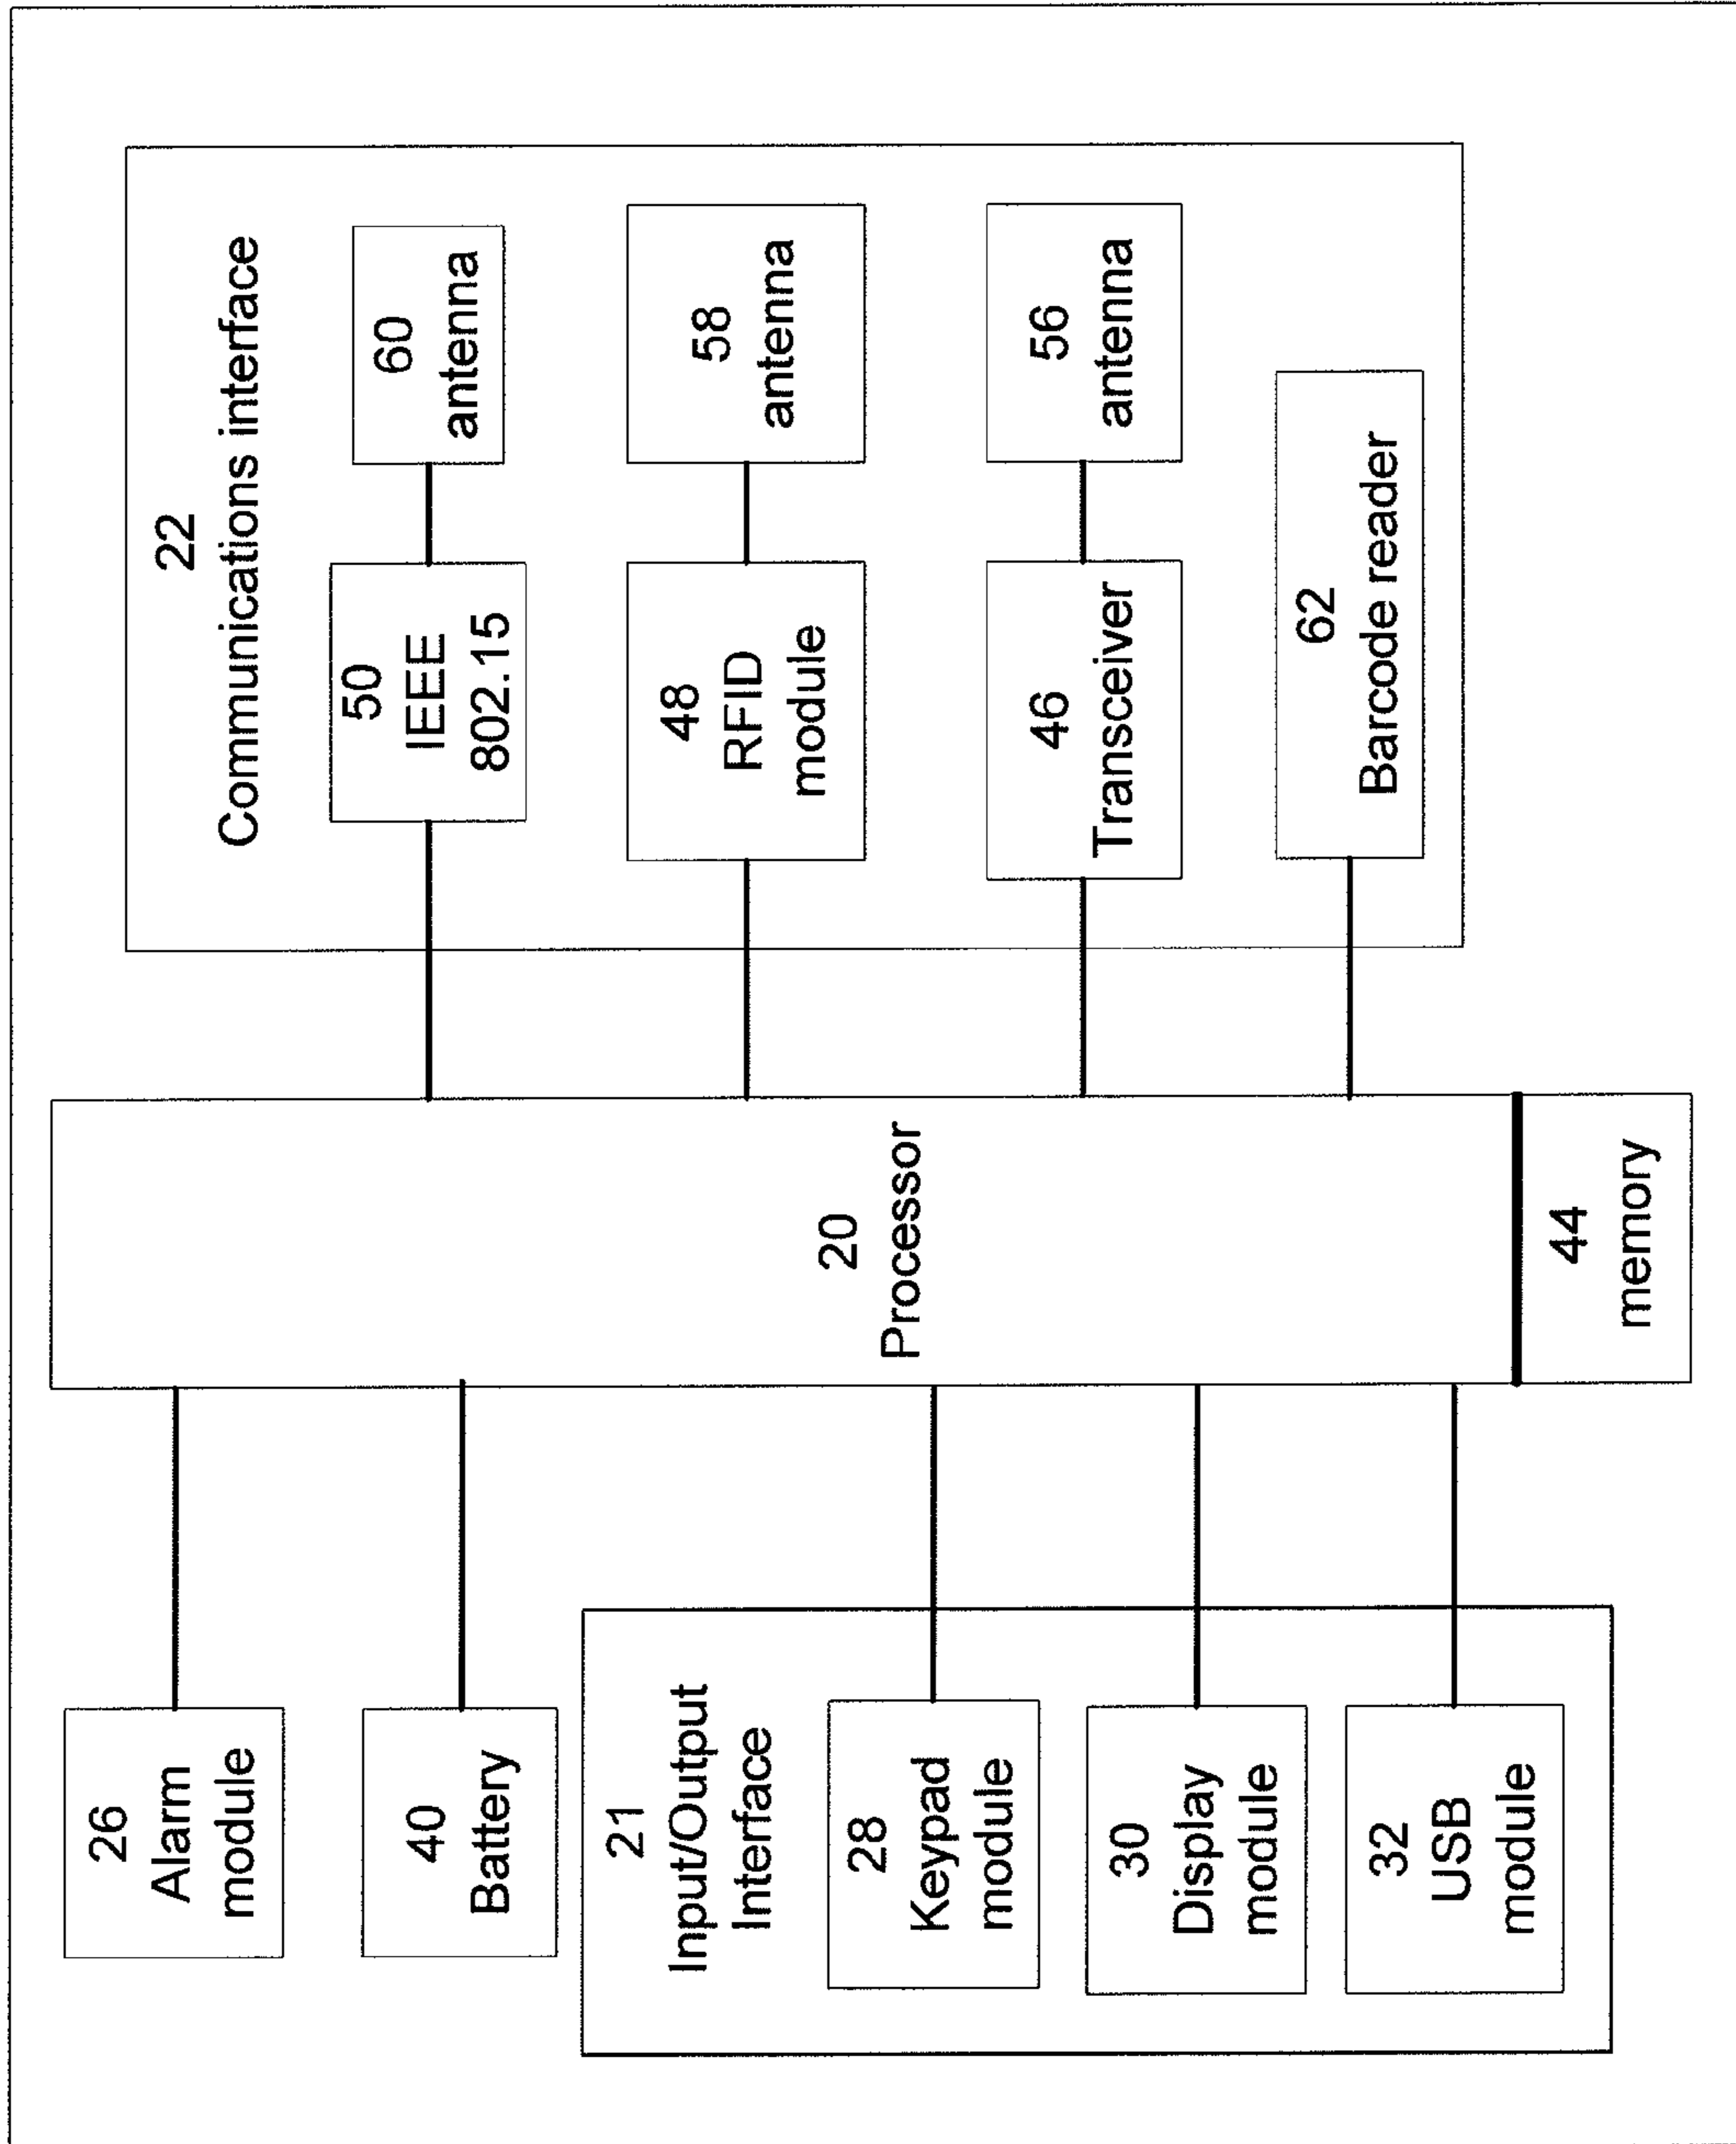 26
Alarm
module
40
Battery
21
Input/Output
Interface
28
Keypad
module
30
Display
module
32
USB
module
20
Processor
44
memory
22
Communications interface
50
IEEE
802.15
60
antenna
48
RFID
module
58
antenna
46
Transceiver
56
antenna
62
Barcode reader